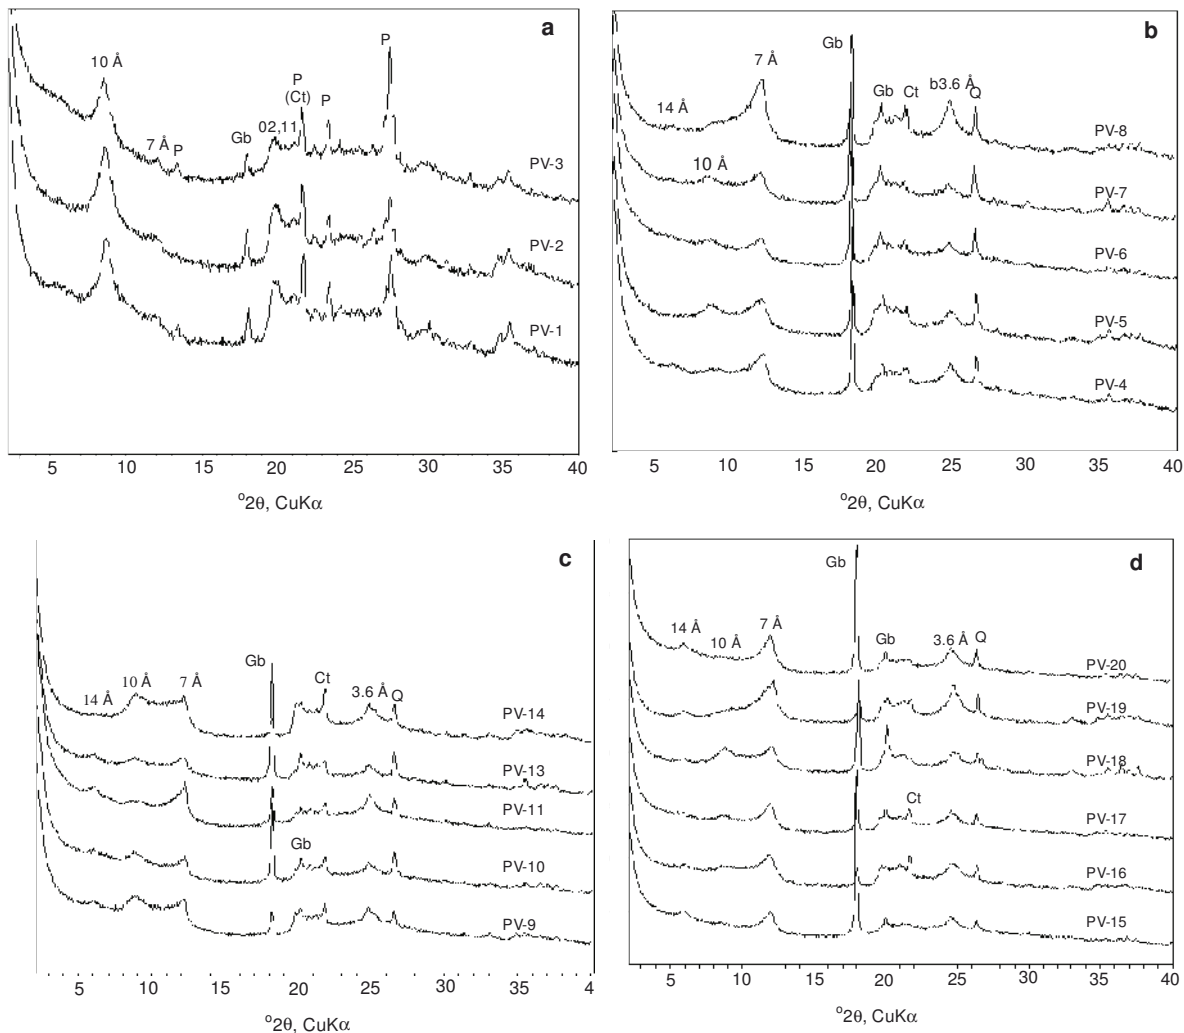 a
P
10 Å
P
(Ct)
P
02,11
Gb
7 Å
P
PV-3
PV-2
PV-1
5
10
15
20
25
30
35
40
°2θ, CuKα
b
Gb
7 Å
b3.6 Å
Gb
Ct
Q
14 Å
PV-8
10 Å
PV-7
PV-6
PV-5
PV-4
5
10
15
20
25
30
35
40
°2θ, CuKα
c
Gb
Ct
14 Å
10 Å
7 Å
3.6 Å
Q
PV-14
PV-13
PV-11
Gb
PV-10
PV-9
5
10
20
25
30
35
4
°2θ, CuKα
d
Gb
14 Å
10 Å
7 Å
Gb
3.6 Å
Q
PV-20
PV-19
PV-18
Ct
PV-17
PV-16
PV-15
5
10
15
20
25
30
35
40
°2θ, CuKα